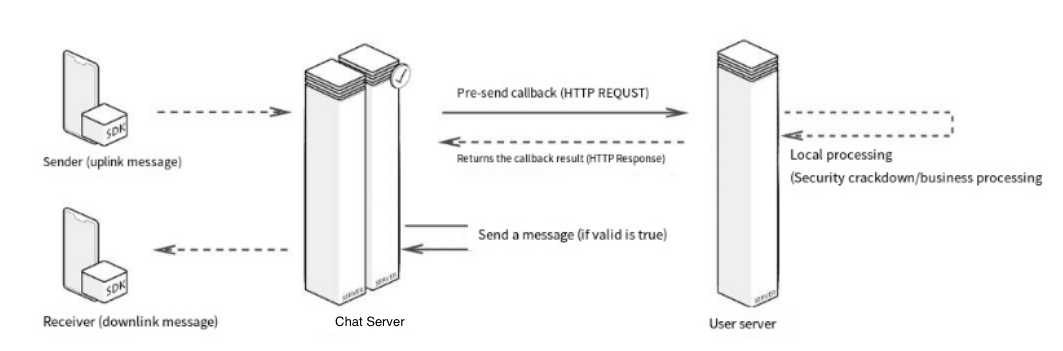 SDK
Sender (uplink message)
Pre-send callback (HTTP REQUST)
Returns the callback result (HTTP Response)
Local processing
(Security crackdown/business processing
Send a message (if valid is true)
SDK
Receiver (downlink message)
SERVER
SERVER
Chat Server
SERVER
User server